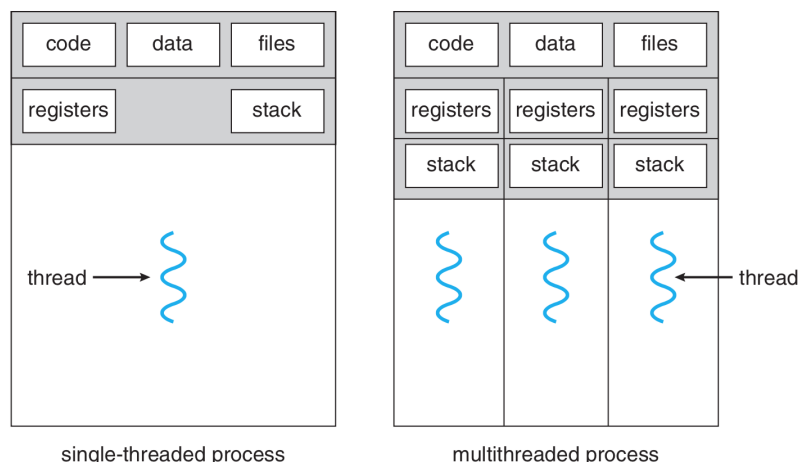 code data files
registers stack
thread
single-threaded process
code data files
registers registers registers
stack stack stack
thread
multithreaded process